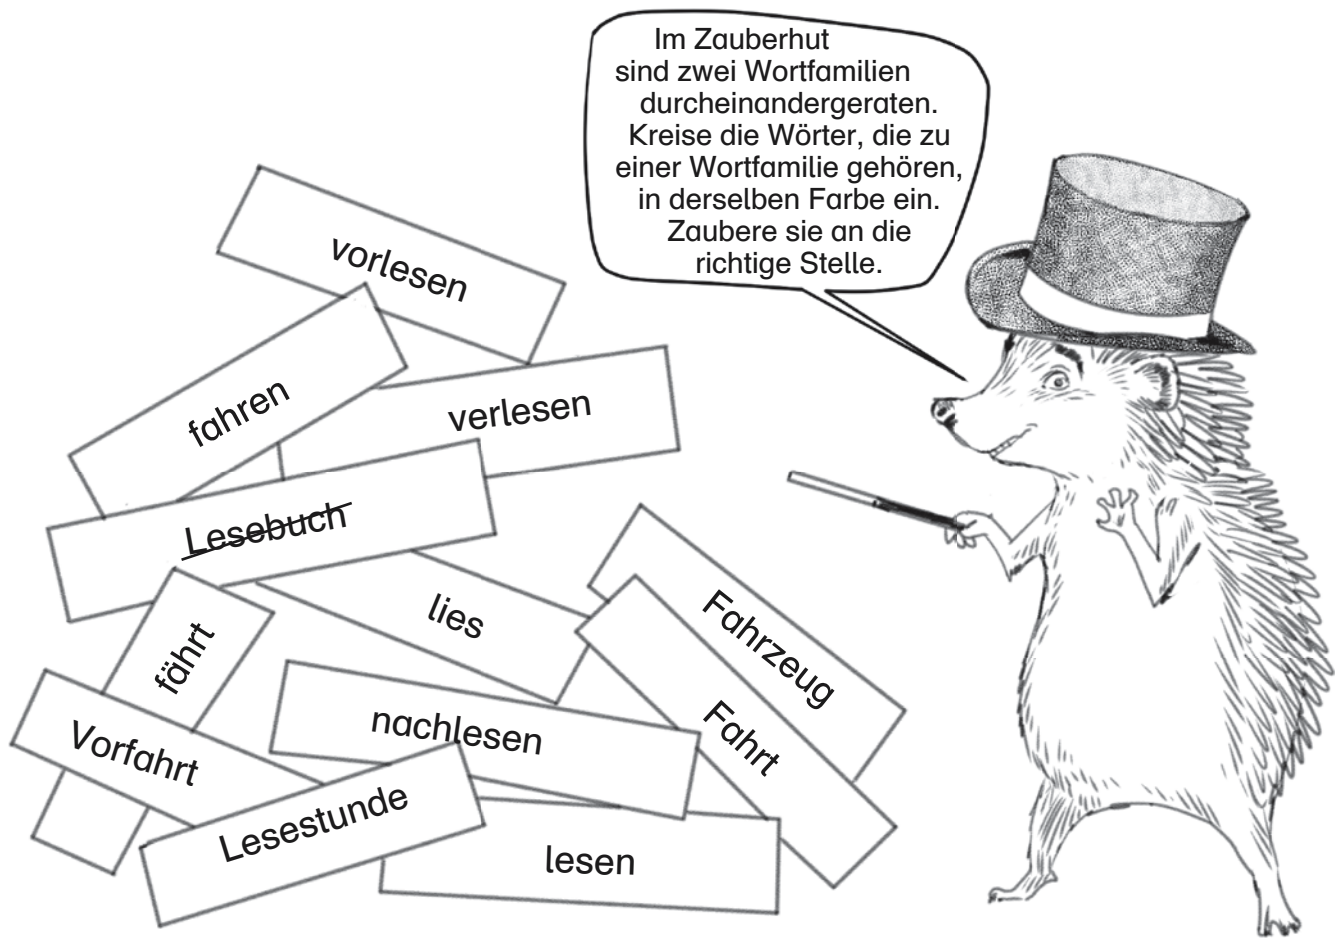 Im Zauberhut
sind zwei Wortfamilien
durcheinandergeraten.
Kreise die Wörter, die zu
einer Wortfamilie gehören,
in derselben Farbe ein.
Zaubere sie an die
richtige Stelle.
vorlesen
fahren
verlesen
Lesebuch
lies
Fahrzeug
fährt
Fahrt
Vorfahrt
nachlesen
Lesestunde
lesen